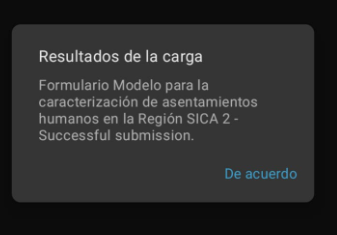 Resultados de la carga
Formulario Modelo para la
caracterización de asentamientos
humanos en la Región SICA 2 -
Successful submission.
De acuerdo